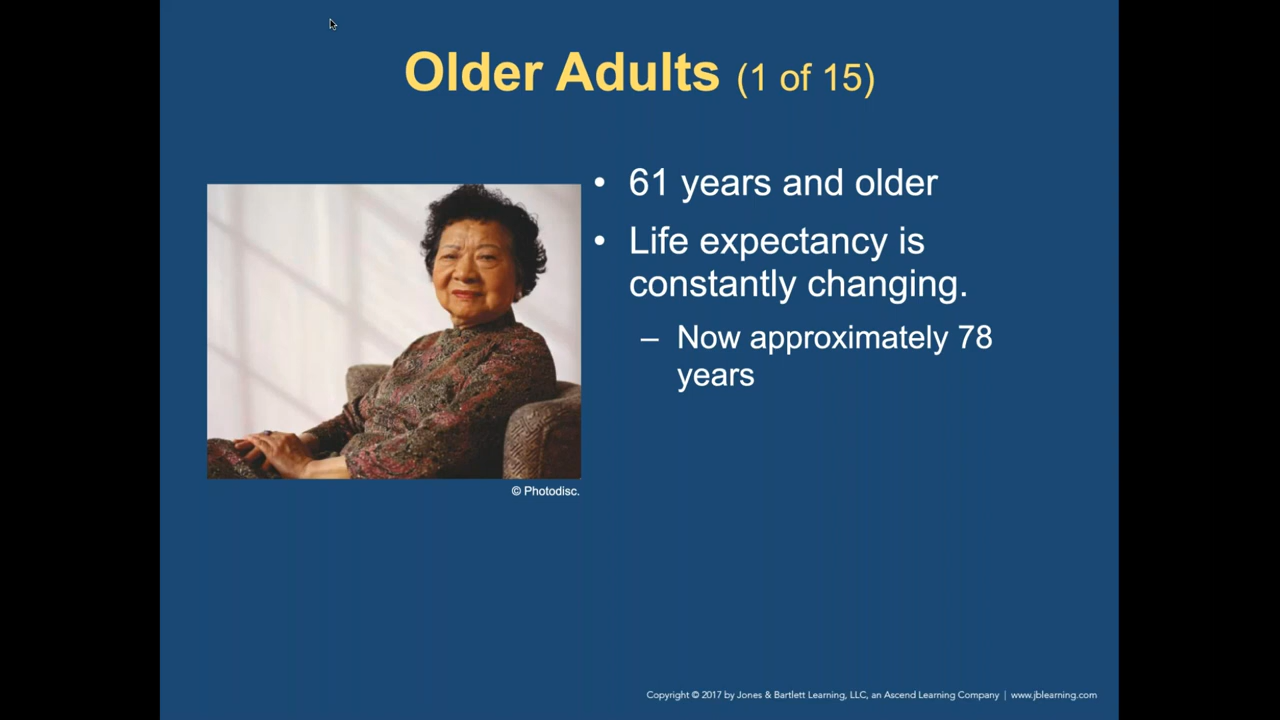 Older Adults (1 of 15)
• 61 years and older
• Life expectancy is
constantly changing.
– Now approximately 78
years
© Photodisc.
Copyright © 2017 by Jones & Bartlett Learning, LLC, an Ascend Learning Company | www.jblearning.com